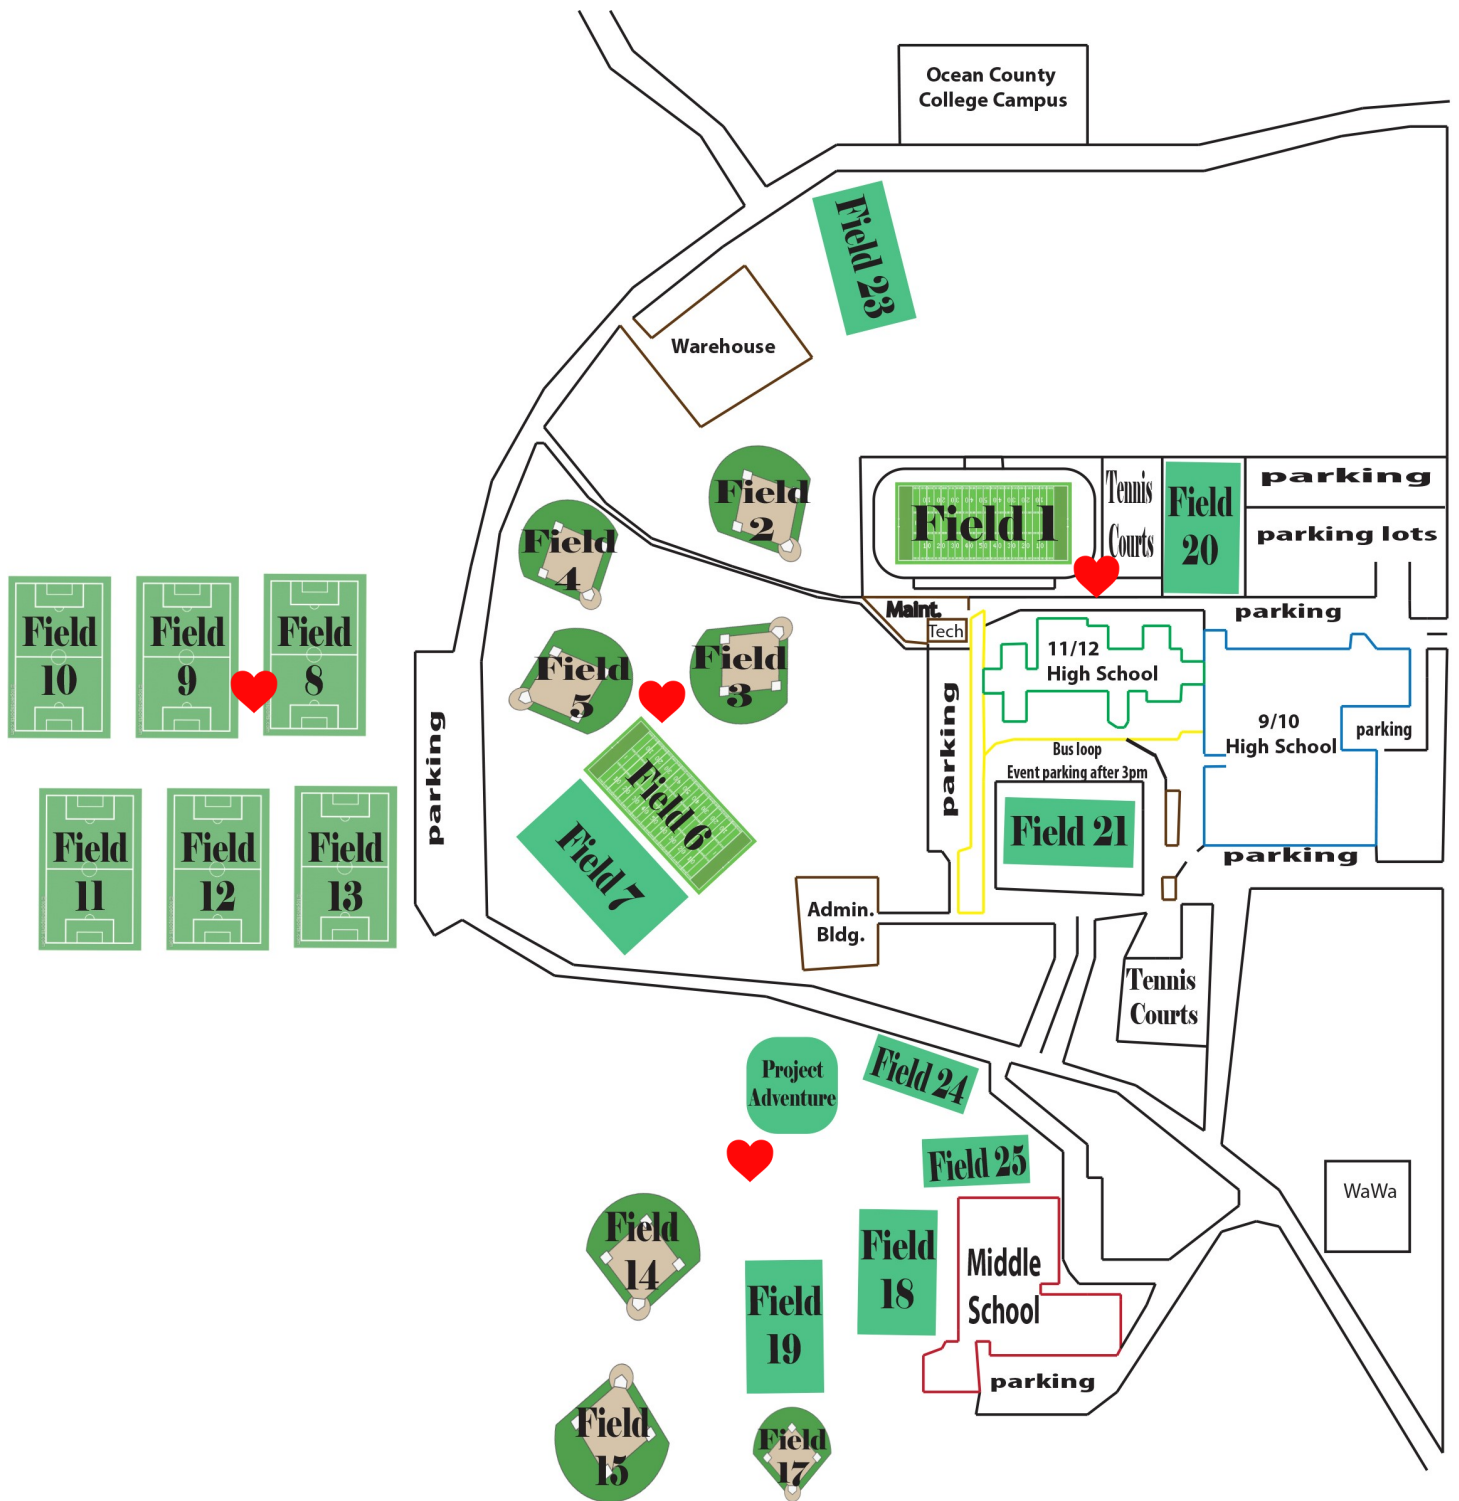 Ocean County
College Campus
Field 23
Warehouse
Field
2
Field 1
Tennis
Courts
Field
20
parking
parking lots
parking
Field
4
Maint.
Tech
11/12
High School
Field
10
Field
9
Field
8
Field
5
Field
3
parking
parking
9/10
High School
parking
Bus loop
Event parking after 3pm
Field 6
Field 7
Field 21
parking
Field
11
Field
12
Field
13
Admin.
Bldg.
Tennis
Courts
Project
Adventure
Field 24
Field 25
WaWa
Field
14
Field
18
Middle
School
Field
19
parking
Field
15
Field
17